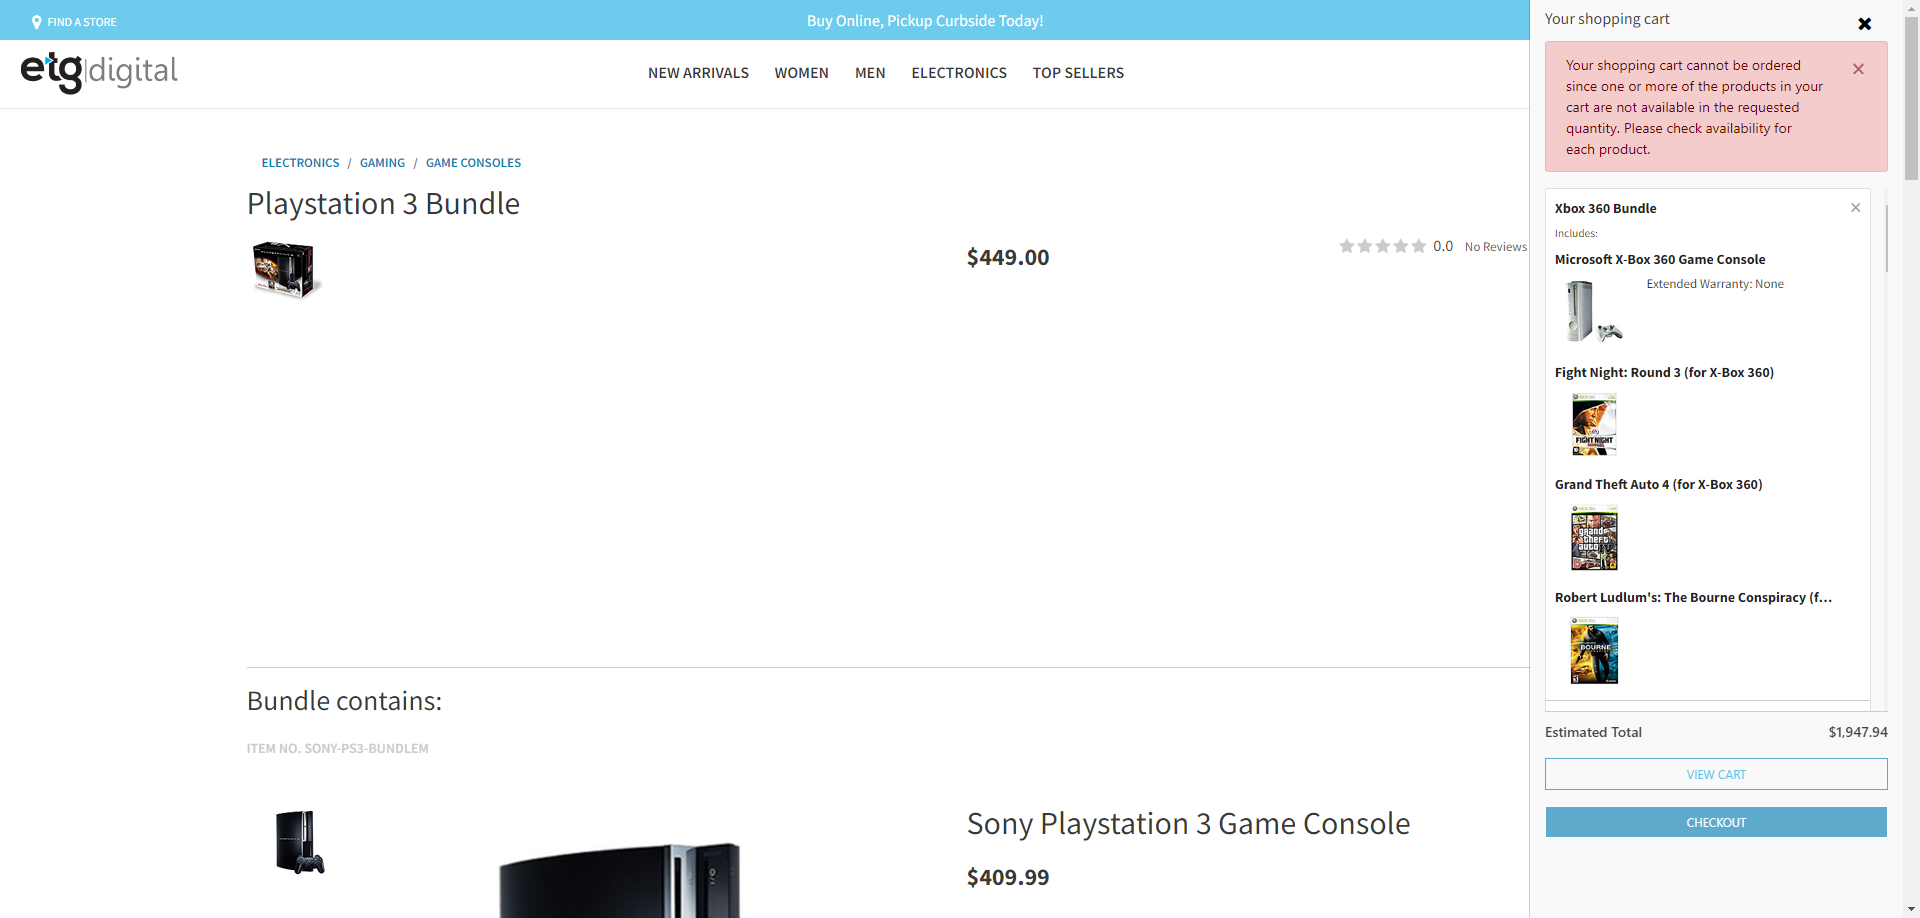 FIND A STORE
Buy Online, Pickup Curbside Today!
etg|digital
NEW ARRIVALS WOMEN MEN ELECTRONICS TOP SELLERS
ELECTRONICS / GAMING / GAME CONSOLES
Playstation 3 Bundle
$449.00
0.0 No Reviews
Bundle contains:
ITEM NO. SONY-PS3-BUNDLEM
Sony Playstation 3 Game Console
$409.99
Your shopping cart
Your shopping cart cannot be ordered
since one or more of the products in your
cart are not available in the requested
quantity. Please check availability for
each product.
Xbox 360 Bundle
Includes:
Microsoft X-Box 360 Game Console
Extended Warranty: None
Fight Night: Round 3 (for X-Box 360)
FIGHT NIGHT
Grand Theft Auto 4 (for X-Box 360)
grand
theft
auto
Robert Ludlum's: The Bourne Conspiracy (f...
BOURNE
Estimated Total $1,947.94
VIEW CART
CHECKOUT